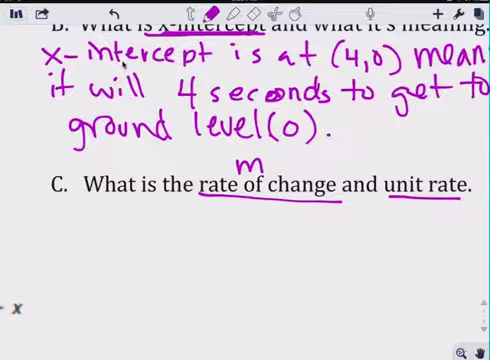 B. What is x-intercept and what it's meaning.
x-intercept is at (4,0) mean
it will 4 seconds to get to
ground level (0).
m
C. What is the rate of change and unit rate.
x